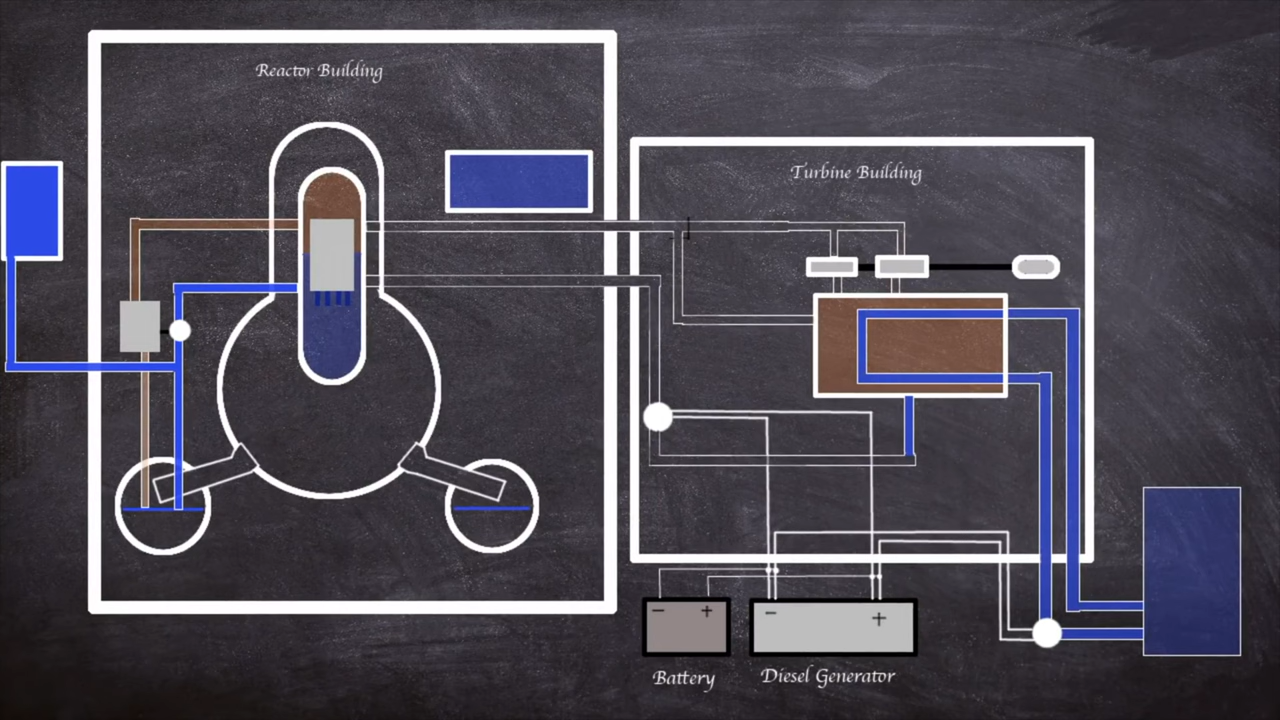 Reactor Building
Turbine Building
− +
− +
Battery
Diesel Generator